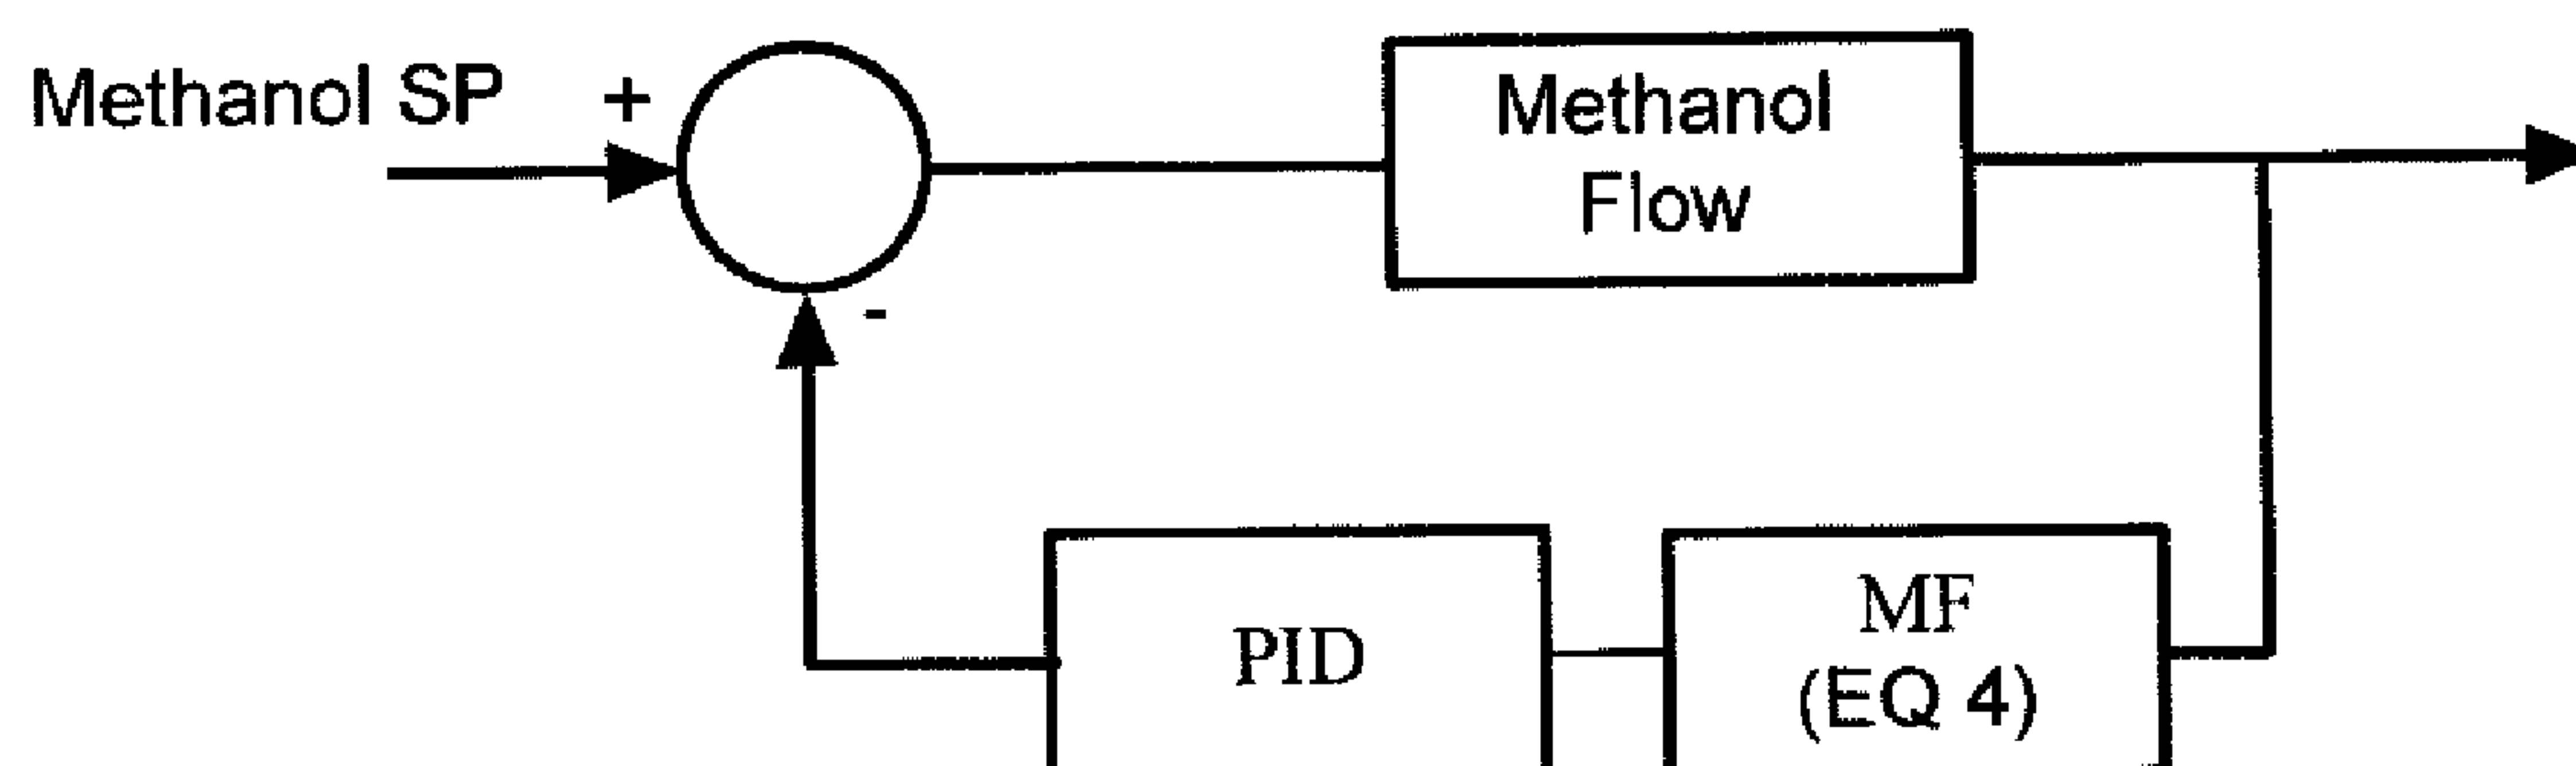 Methanol SP +
Methanol
Flow
-
PID
MF
(EQ 4)